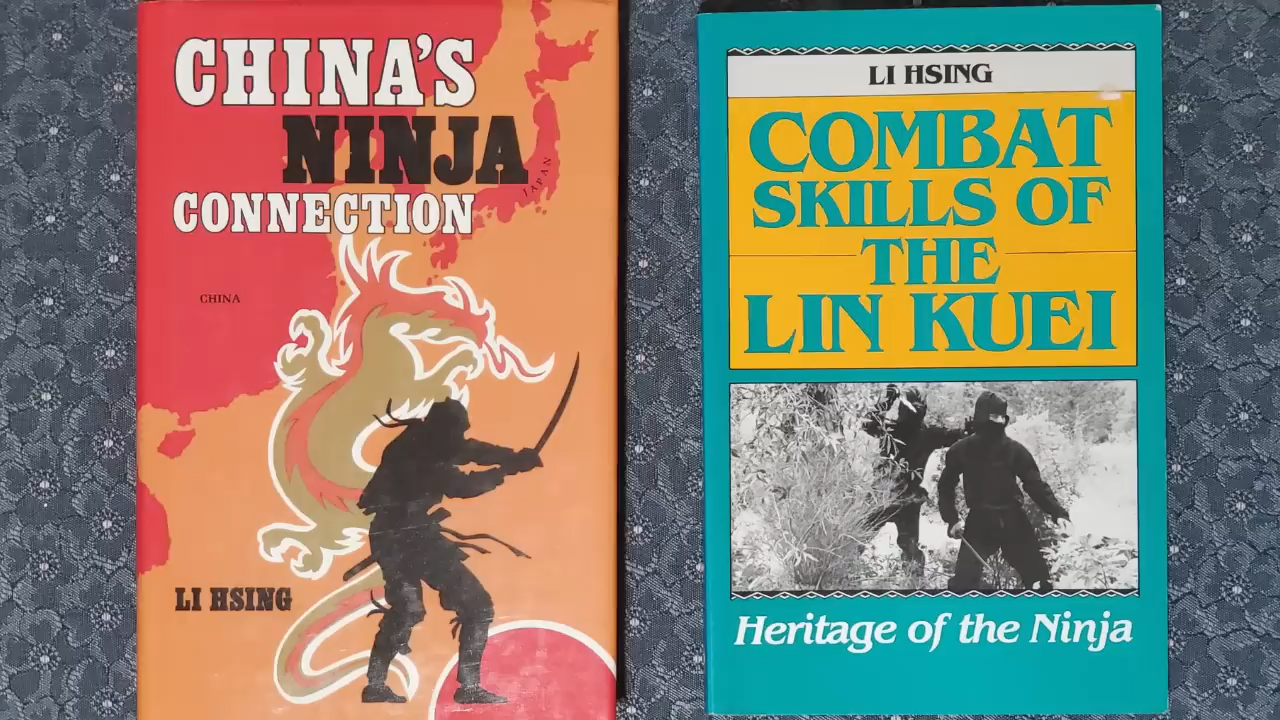 CHINA'S
NINJA
CONNECTION
JAPAN
CHINA
LI HSING
LI HSING
COMBAT
SKILLS OF
THE
LIN KUEI
Heritage of the Ninja